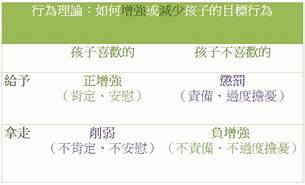 行為理論：如何增強或減少孩子的目標行為
孩子喜歡的 孩子不喜歡的
給予 正增強 懲罰
（肯定、安慰） （責備、過度擔憂）
拿走 削弱 負增強
（不肯定、不安慰） （不責備、不過度擔憂）